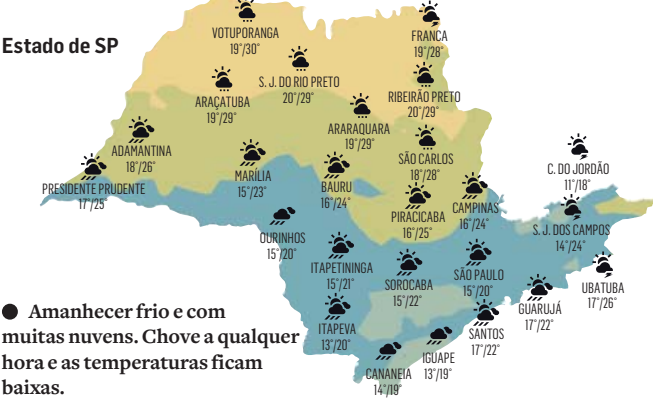 Estado de SP
VOTUPORANGA
19°/30°
FRANCA
19°/28°
S. J. DO RIO PRETO
20°/29°
ARAÇATUBA
19°/29°
RIBEIRÃO PRETO
20°/29°
ARARAQUARA
19°/29°
ADAMANTINA
18°/26°
SÃO CARLOS
18°/28°
PRESIDENTE PRUDENTE
17°/25°
MARÍLIA
15°/23°
BAURU
16°/24°
C. DO JORDÃO
11°/18°
PIRACICABA
16°/25°
CAMPINAS
16°/24°
S. J. DOS CAMPOS
14°/24°
OURINHOS
15°/20°
ITAPETININGA
15°/21°
SOROCABA
15°/22°
SÃO PAULO
15°/20°
UBATUBA
17°/26°
GUARUJÁ
17°/22°
ITAPEVA
13°/20°
SANTOS
17°/22°
IGUAPE
13°/19°
CANANEIA
14°/19°
● Amanhecer frio e com
muitas nuvens. Chove a qualquer
hora e as temperaturas ficam
baixas.